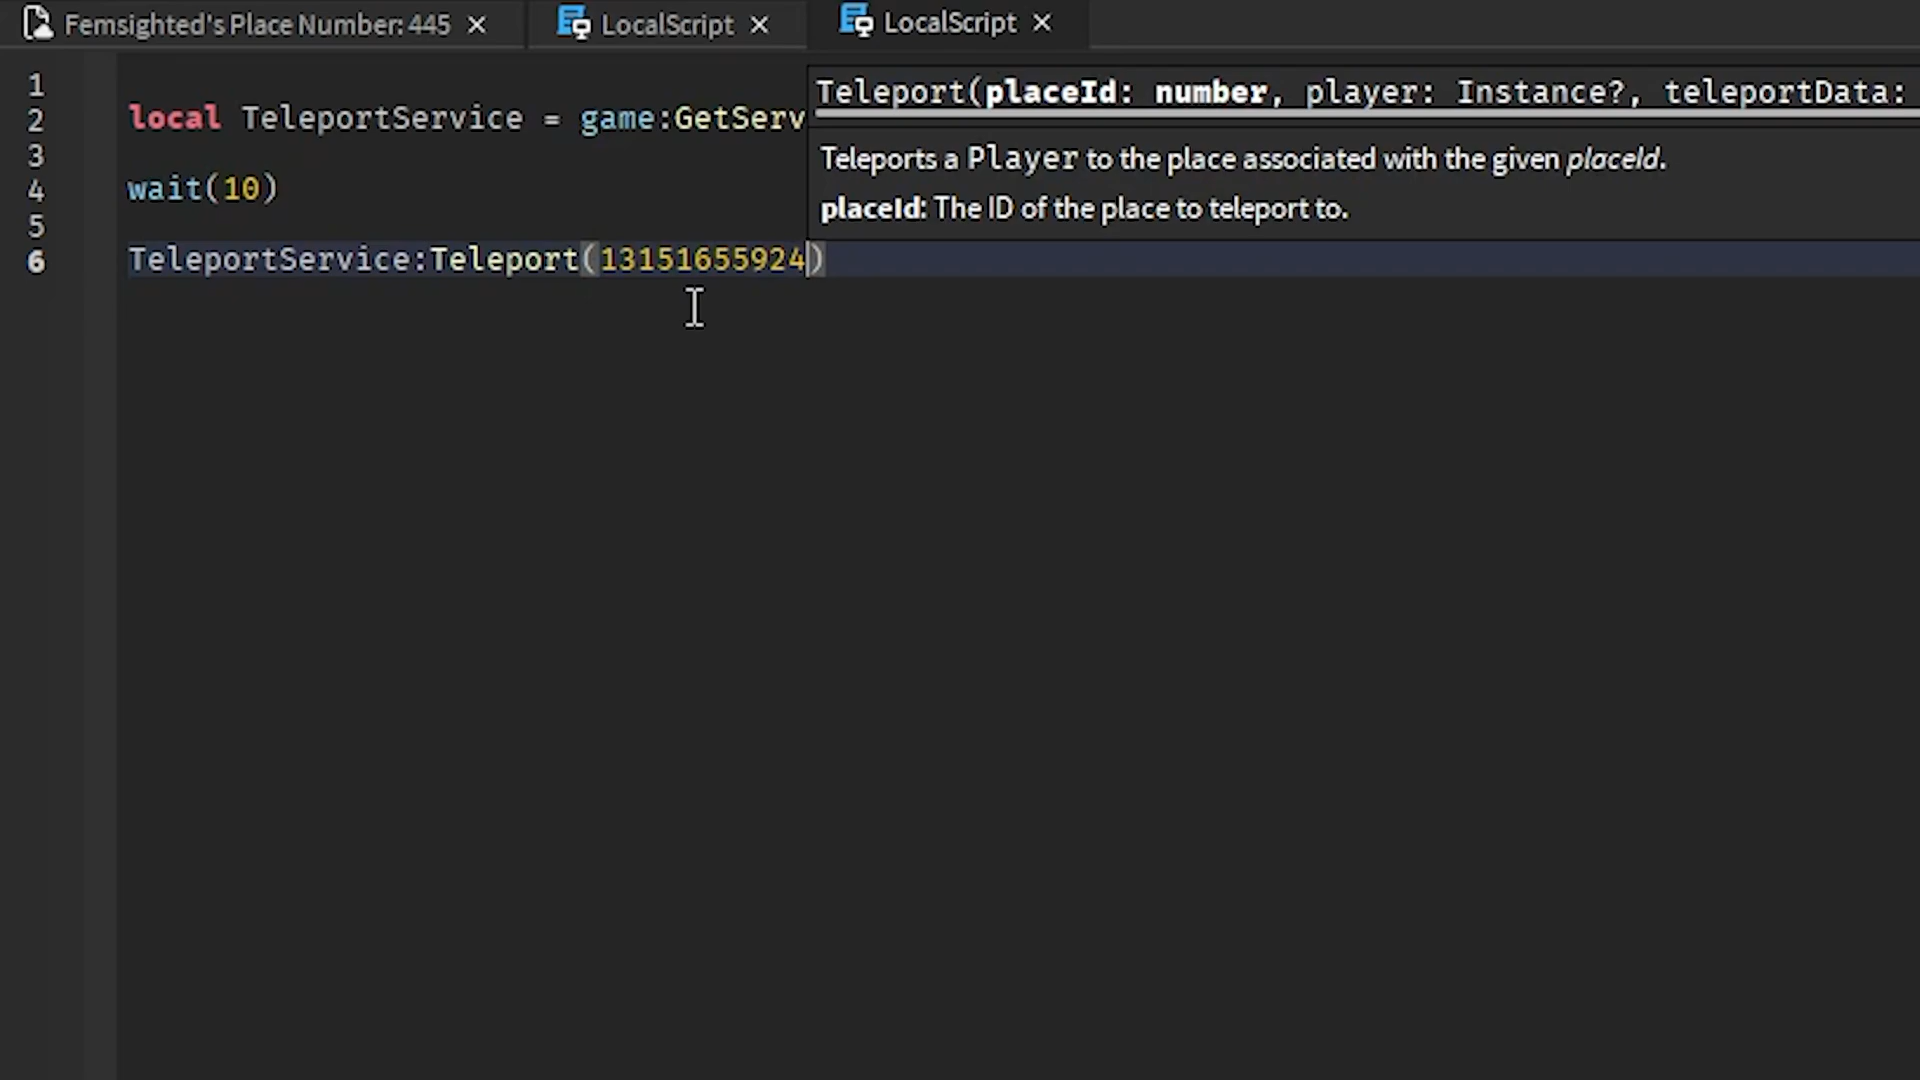 Femsighted's Place Number: 445 ×
LocalScript ×
LocalScript ×
1
2 local TeleportService = game:GetServ
3
4 wait(10)
5
6 TeleportService:Teleport(13151655924)
Teleport(placeId: number, player: Instance?, teleportData:
Teleports a Player to the place associated with the given placeId.
placeId: The ID of the place to teleport to.